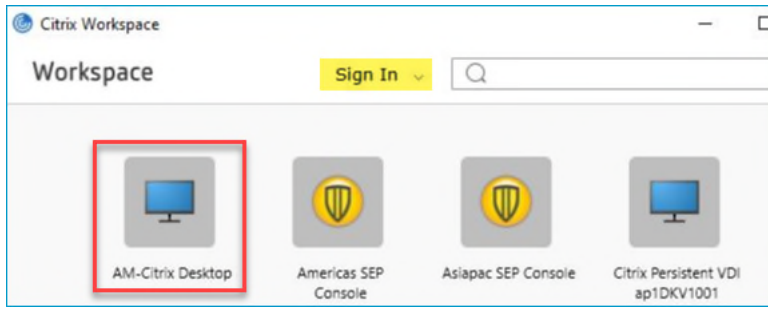 Citrix Workspace
Workspace
Sign In
AM-Citrix Desktop
Americas SEP
Console
Asiapac SEP Console
Citrix Persistent VDI
ap1DKV1001